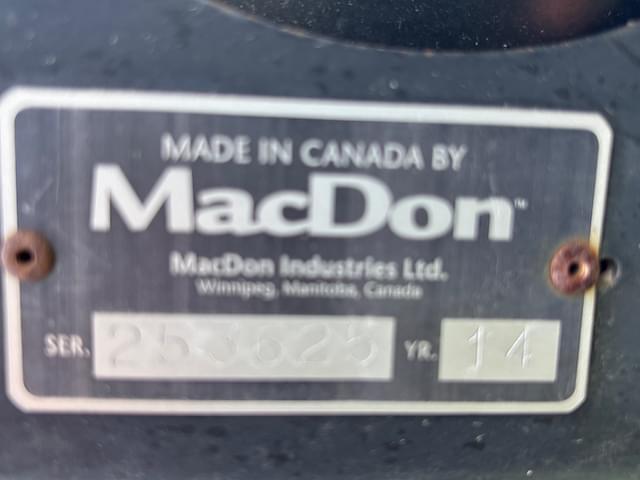 MADE IN CANADA BY
MacDon™
MacDon Industries Ltd.
Winnipeg, Manitoba, Canada
SER. 253625 YR. 14